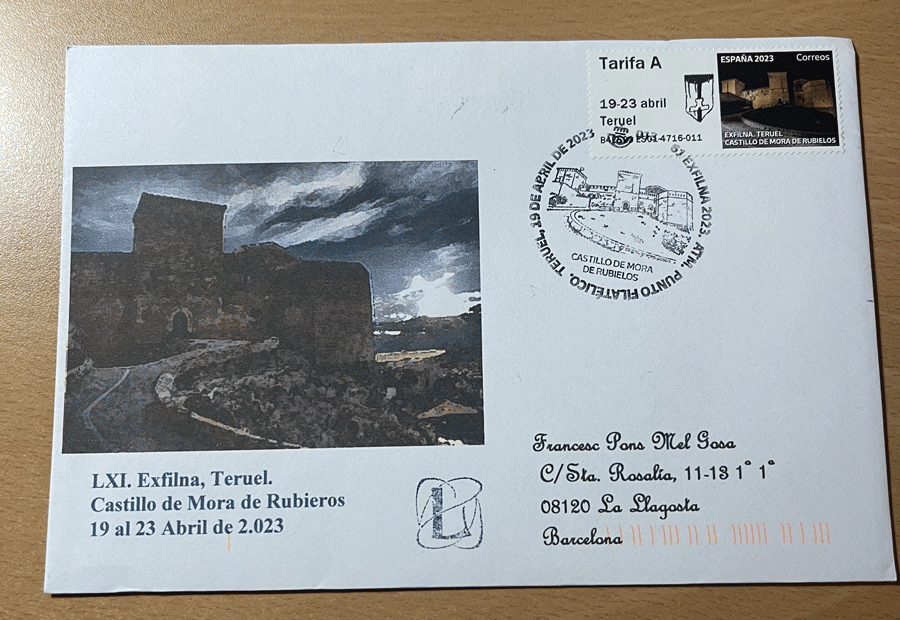 Tarifa A
19-23 abril
Teruel
ESPAÑA 2023 Correos
EXFILNA. TERUEL
CASTILLO DE MORA DE RUBIELOS
4716-011
TERUEL, 19 DE ABRIL DE 2023
61 EXFILNA 2023. ATM. PUNTO FILATÉLICO.
CASTILLO DE MORA
DE RUBIELOS
LXI. Exfilna, Teruel.
Castillo de Mora de Rubieros
19 al 23 Abril de 2.023
Francesc Pons Mel Gosa
C/Sta. Rosalía, 11-13 1ª 1ª
08120 La Llagosta
Barcelona